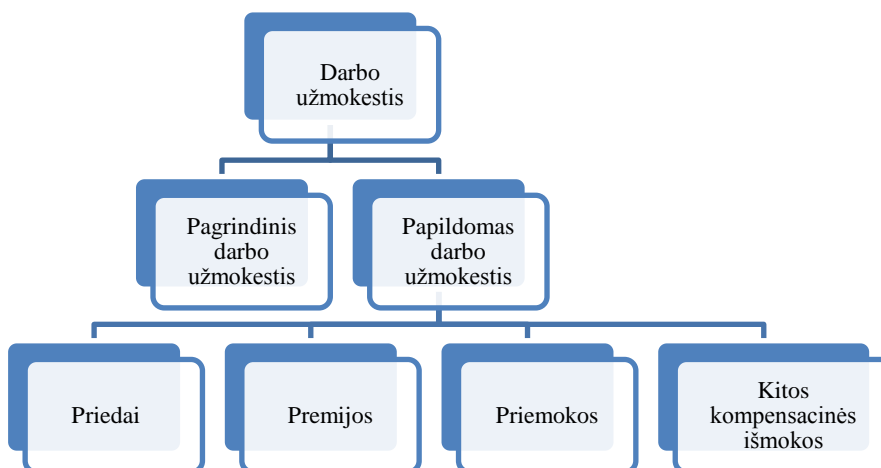 Darbo
užmokestis
Pagrindinis
darbo
užmokestis
Papildomas
darbo
užmokestis
Priedai
Premijos
Priemokos
Kitos
kompensacinės
išmokos